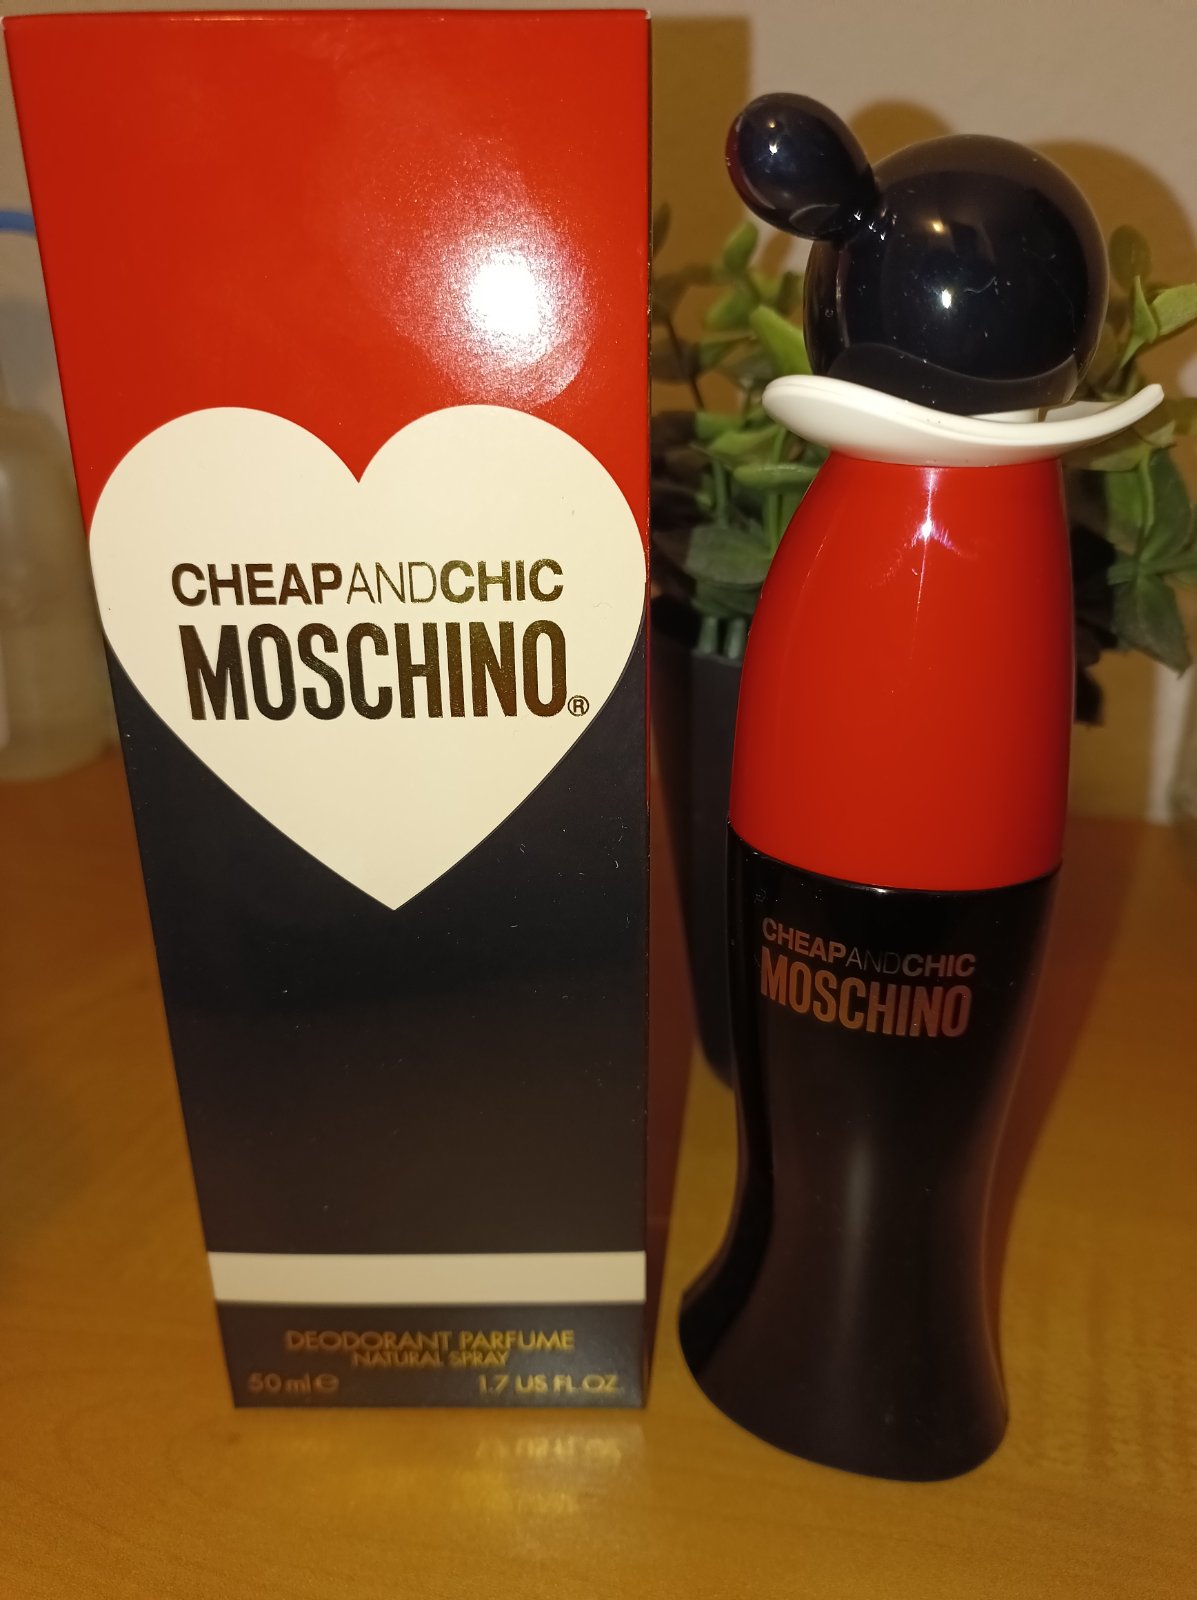 CHEAPANDCHIC
MOSCHINO®
DEODORANT PARFUME
NATURAL SPRAY
50 ml ℮ 1.7 US FL.OZ.
CHEAPANDCHIC
MOSCHINO